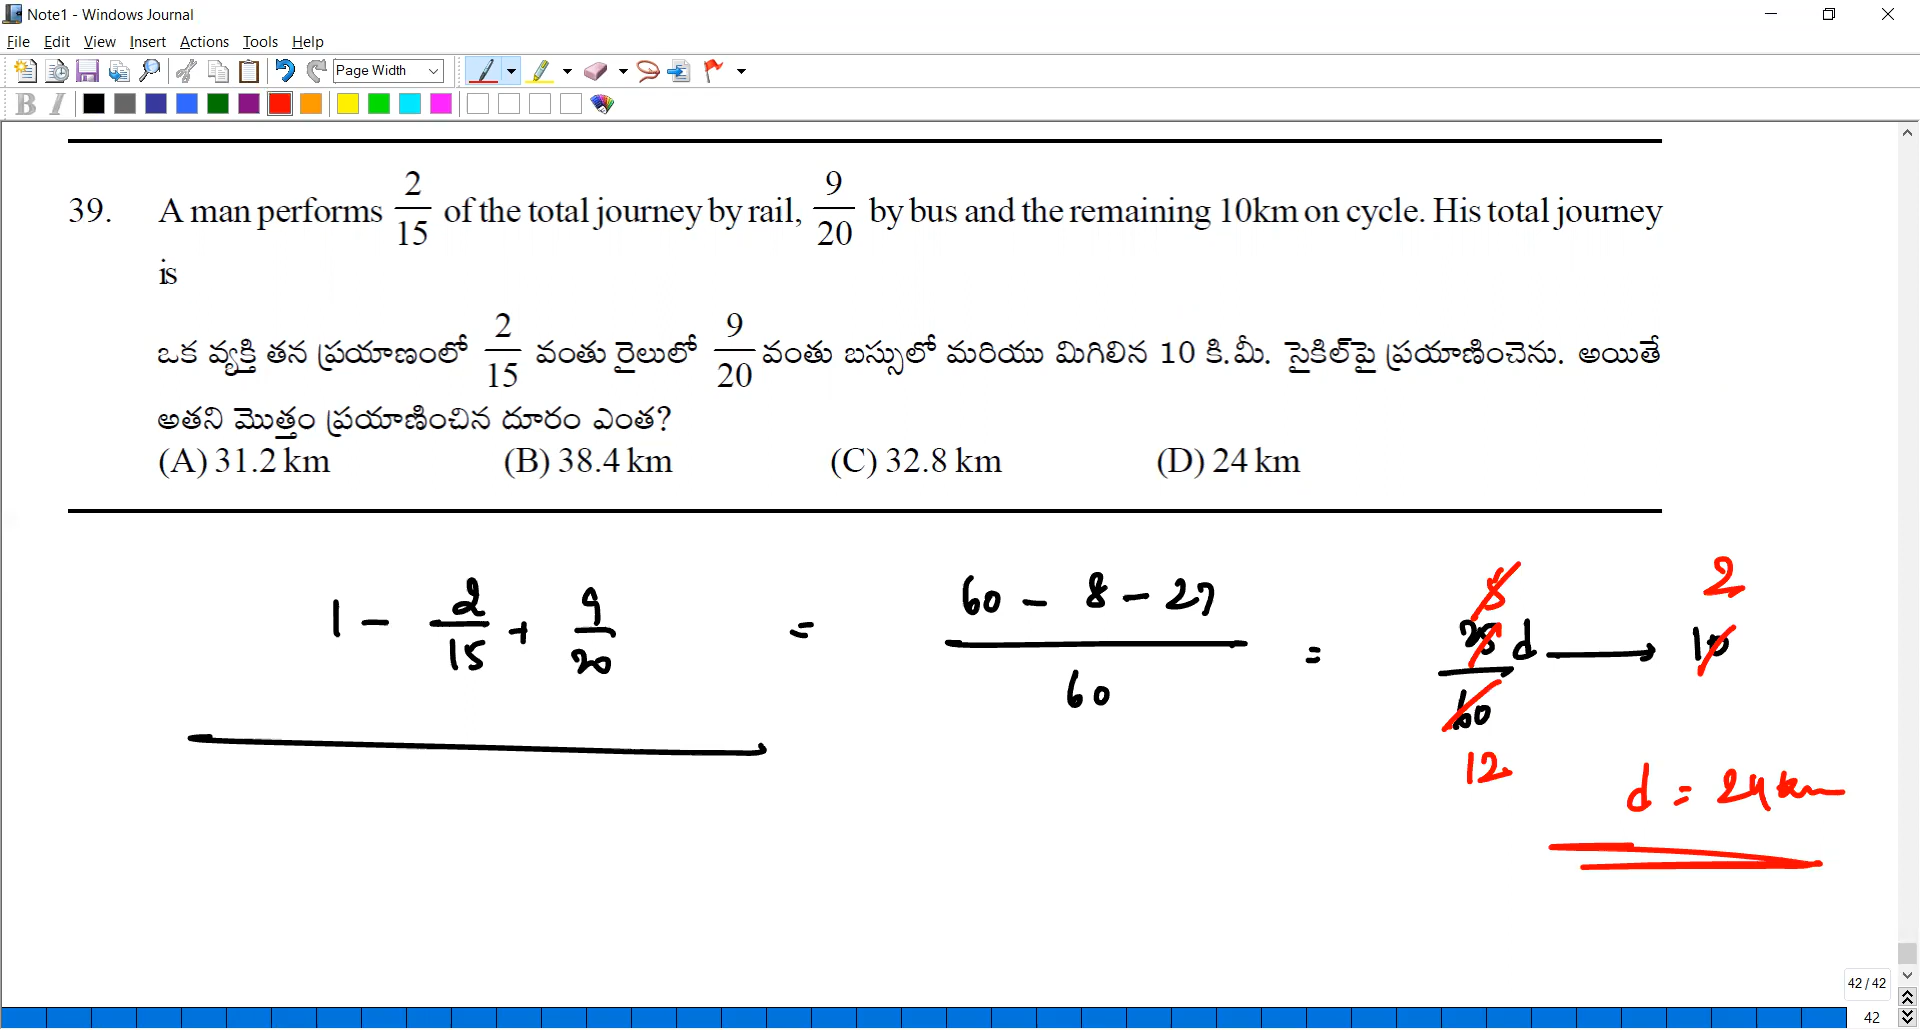 Note1 - Windows Journal
File Edit View Insert Actions Tools Help
Page Width
B I
39. A man performs 2/15 of the total journey by rail, 9/20 by bus and the remaining 10km on cycle. His total journey
is
ఒక వ్యక్తి తన ప్రయాణంలో 2/15 వంతు రైలులో 9/20 వంతు బస్సులో మరియు మిగిలిన 10 కి.మీ. సైకిల్‌పై ప్రయాణించెను. అయితే
అతని మొత్తం ప్రయాణించిన దూరం ఎంత?
(A) 31.2 km (B) 38.4 km (C) 32.8 km (D) 24 km
1 - 2/15 + 9/20 = 60 - 8 - 27/60 = 25/60 d → 10
5 2
12
d = 24 km
42 / 42
42